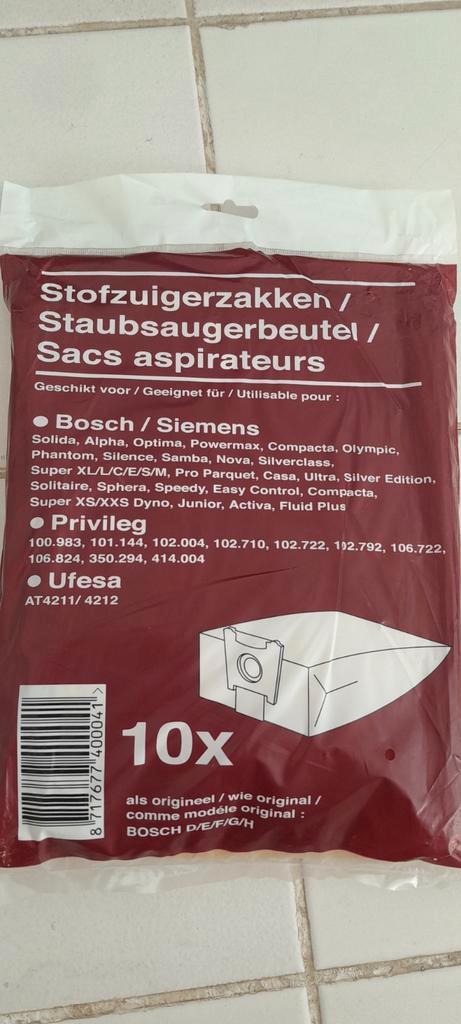 Stofzuigerzakken /
Staubsaugerbeutel /
Sacs aspirateurs
Geschikt voor / Geeignet für / Utilisable pour :
● Bosch / Siemens
Solida, Alpha, Optima, Powermax, Compacta, Olympic,
Phantom, Silence, Samba, Nova, Silverclass,
Super XL/L/C/E/S/M, Pro Parquet, Casa, Ultra, Silver Edition,
Solitaire, Sphera, Speedy, Easy Control, Compacta,
Super XS/XXS Dyno, Junior, Activa, Fluid Plus
● Privileg
100.983, 101.144, 102.004, 102.710, 102.722, 102.792, 106.722,
106.824, 350.294, 414.004
● Ufesa
AT4211/ 4212
10x
8 717677 400041 >
als origineel / wie original /
comme modéle original :
BOSCH D/E/F/G/H